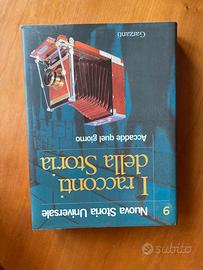 Nuova Storia Universale
9
I racconti
della Storia
Accadde quel giorno
Garzanti
subito